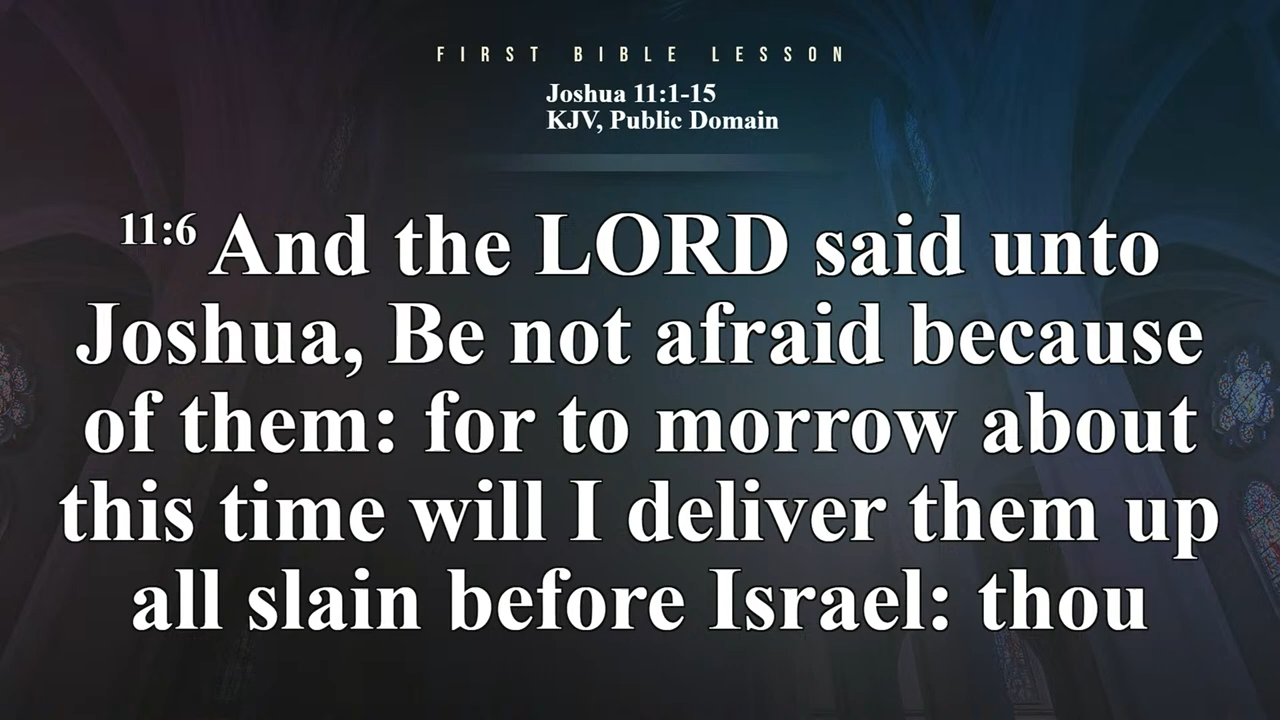 FIRST BIBLE LESSON
Joshua 11:1-15
KJV, Public Domain
11:6 And the LORD said unto
Joshua, Be not afraid because
of them: for to morrow about
this time will I deliver them up
all slain before Israel: thou